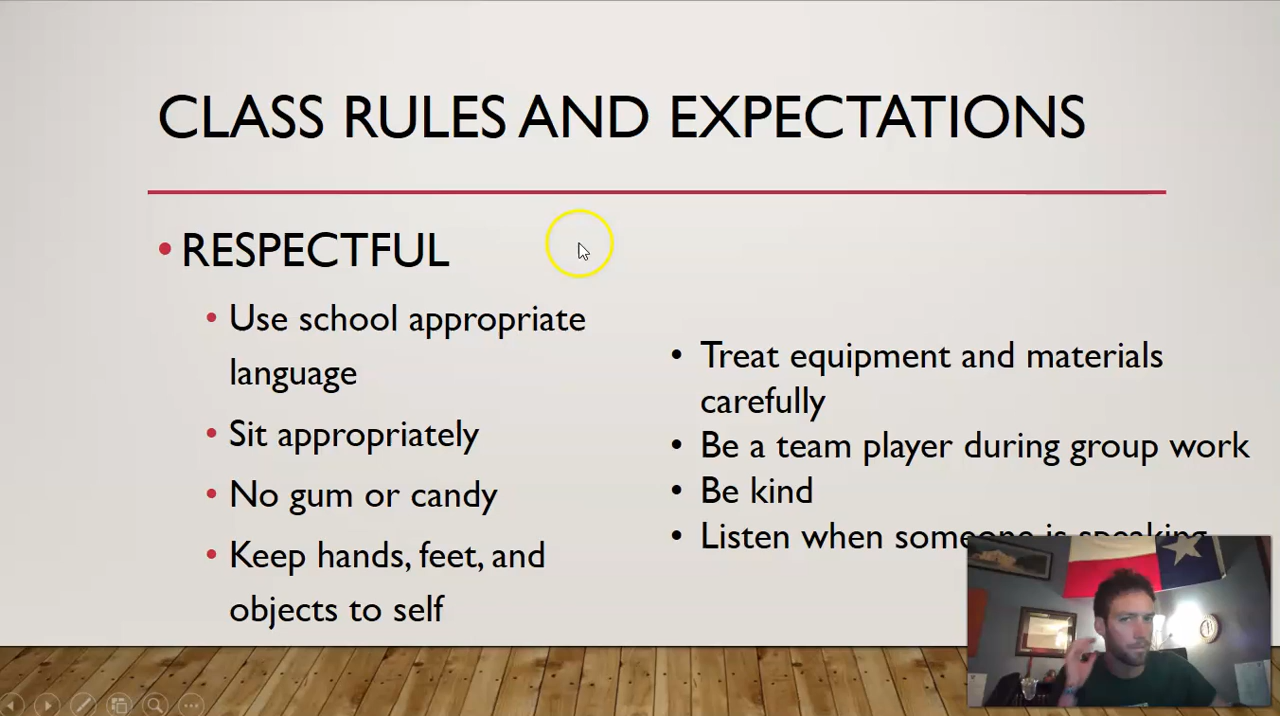 CLASS RULES AND EXPECTATIONS
• RESPECTFUL
• Use school appropriate
language
• Sit appropriately
• No gum or candy
• Keep hands, feet, and
objects to self
• Treat equipment and materials
carefully
• Be a team player during group work
• Be kind
• Listen when someone is speaking